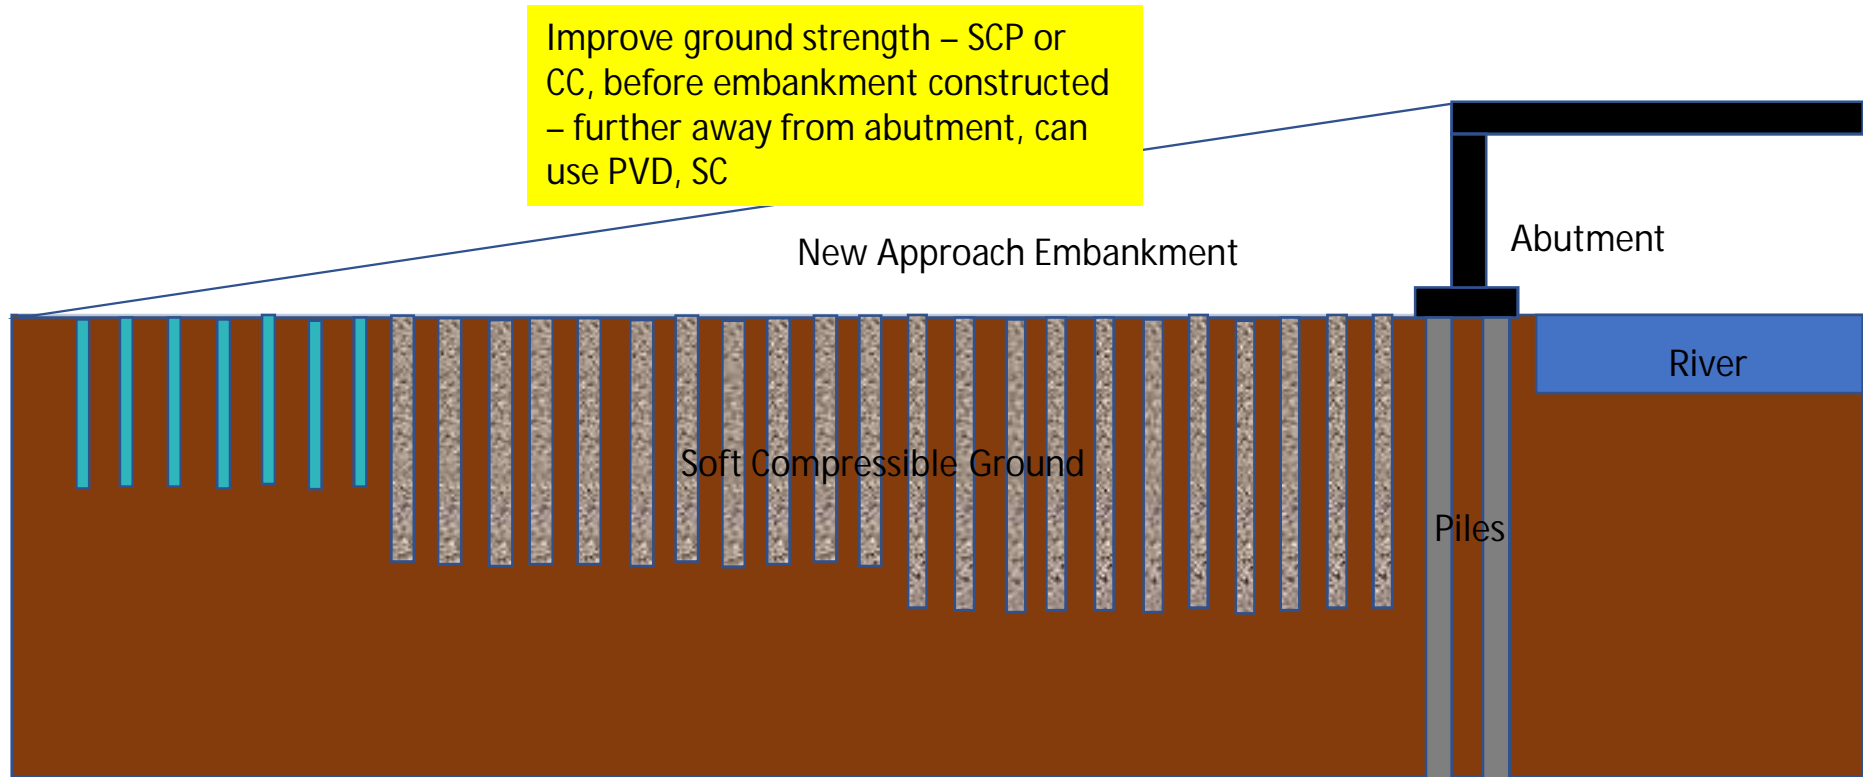 Improve ground strength – SCP or
CC, before embankment constructed
– further away from abutment, can
use PVD, SC
New Approach Embankment
Abutment
River
Soft Compressible Ground
Piles